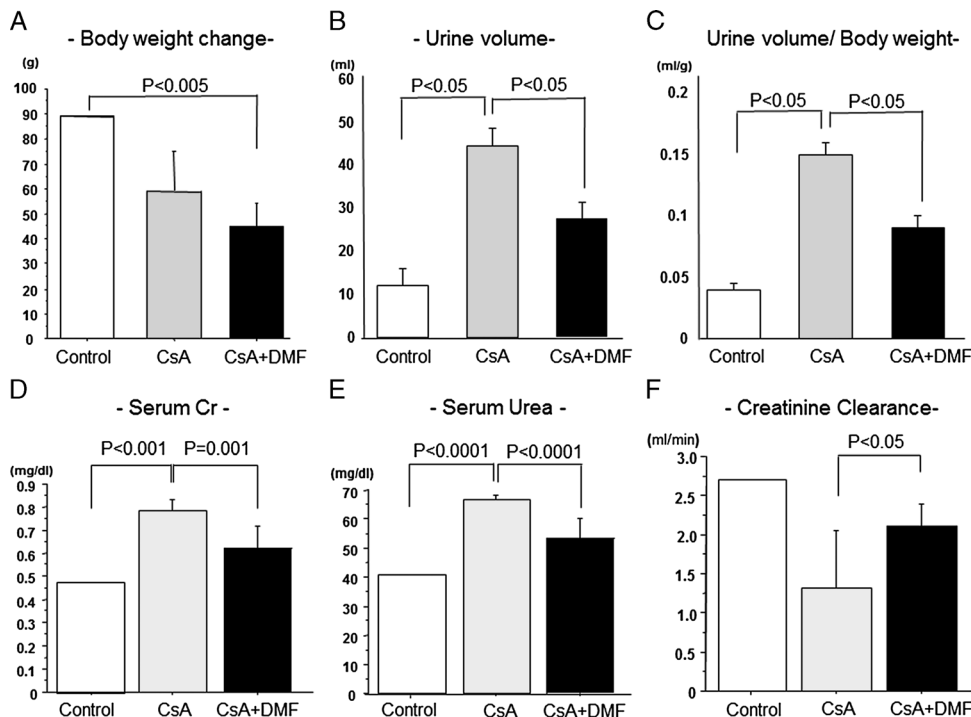 A
- Body weight change-
(g)
P<0.005
100
90
80
70
60
50
40
30
20
10
0
Control CsA CsA+DMF
B
- Urine volume-
(ml)
P<0.05 P<0.05
60
50
40
30
20
10
0
Control CsA CsA+DMF
C
Urine volume/ Body weight-
(ml/g)
P<0.05 P<0.05
0.2
0.15
0.1
0.05
0
Control CsA CsA+DMF
D
- Serum Cr -
(mg/dl)
P<0.001 P=0.001
0.9
0.8
0.7
0.6
0.5
0.4
0.3
0.2
0.1
0
Control CsA CsA+DMF
E
- Serum Urea -
(mg/dl)
P<0.0001 P<0.0001
70
60
50
40
30
20
10
0
Control CsA CsA+DMF
F
- Creatinine Clearance-
(ml/min)
P<0.05
3.0
2.5
2.0
1.5
1.0
0.5
0
Control CsA CsA+DMF